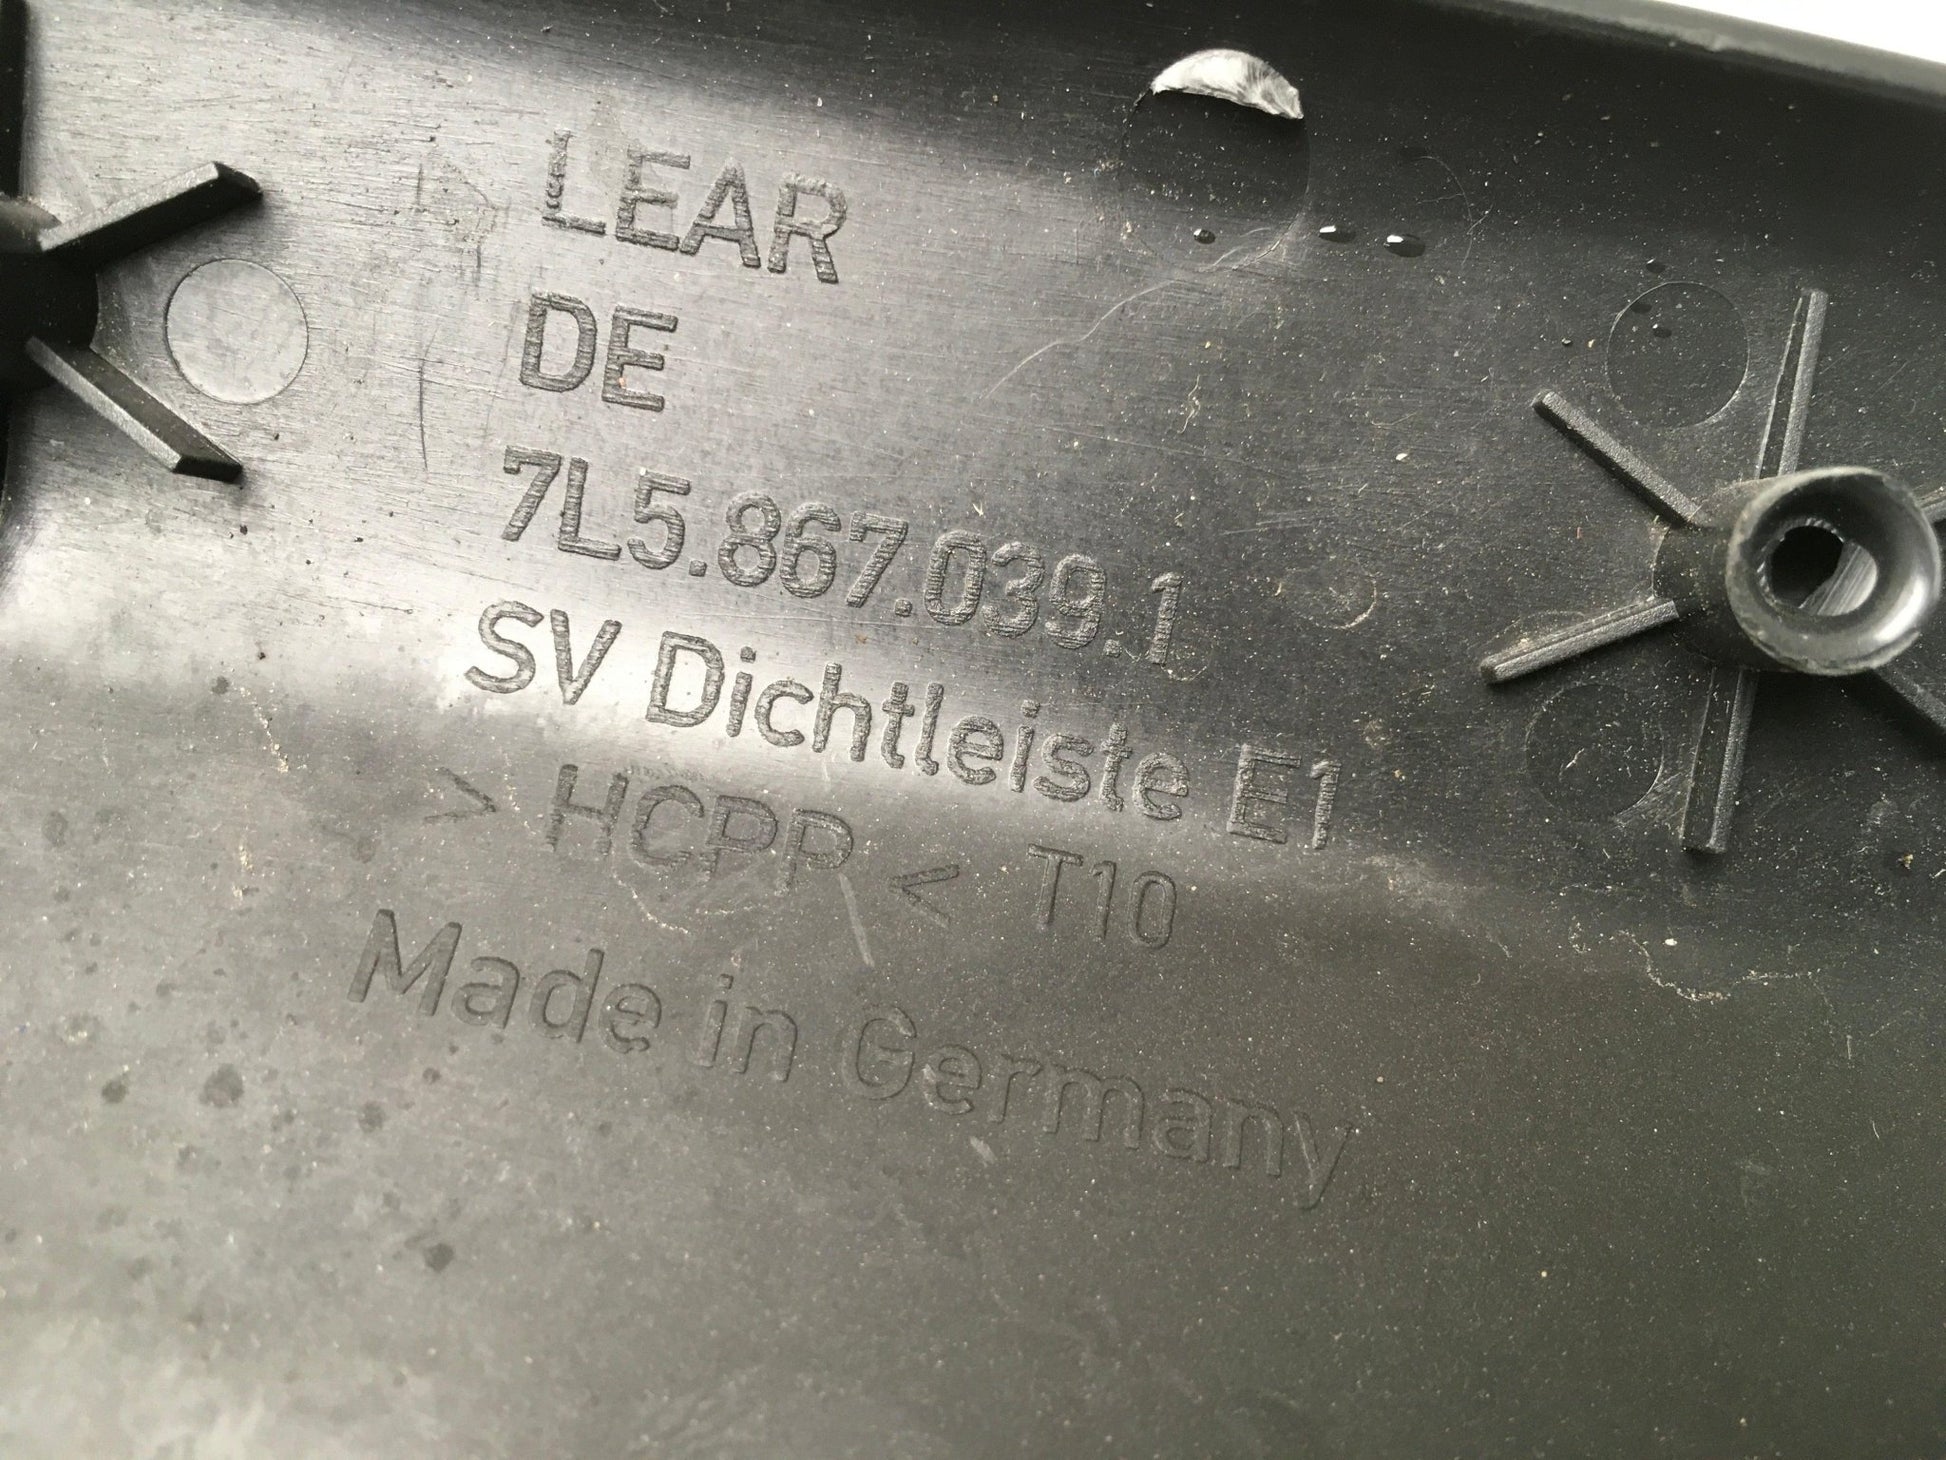 LEAR
DE
7L5.867.039.1
SV Dichtleiste E1
> HCPP < T10
Made in Germany